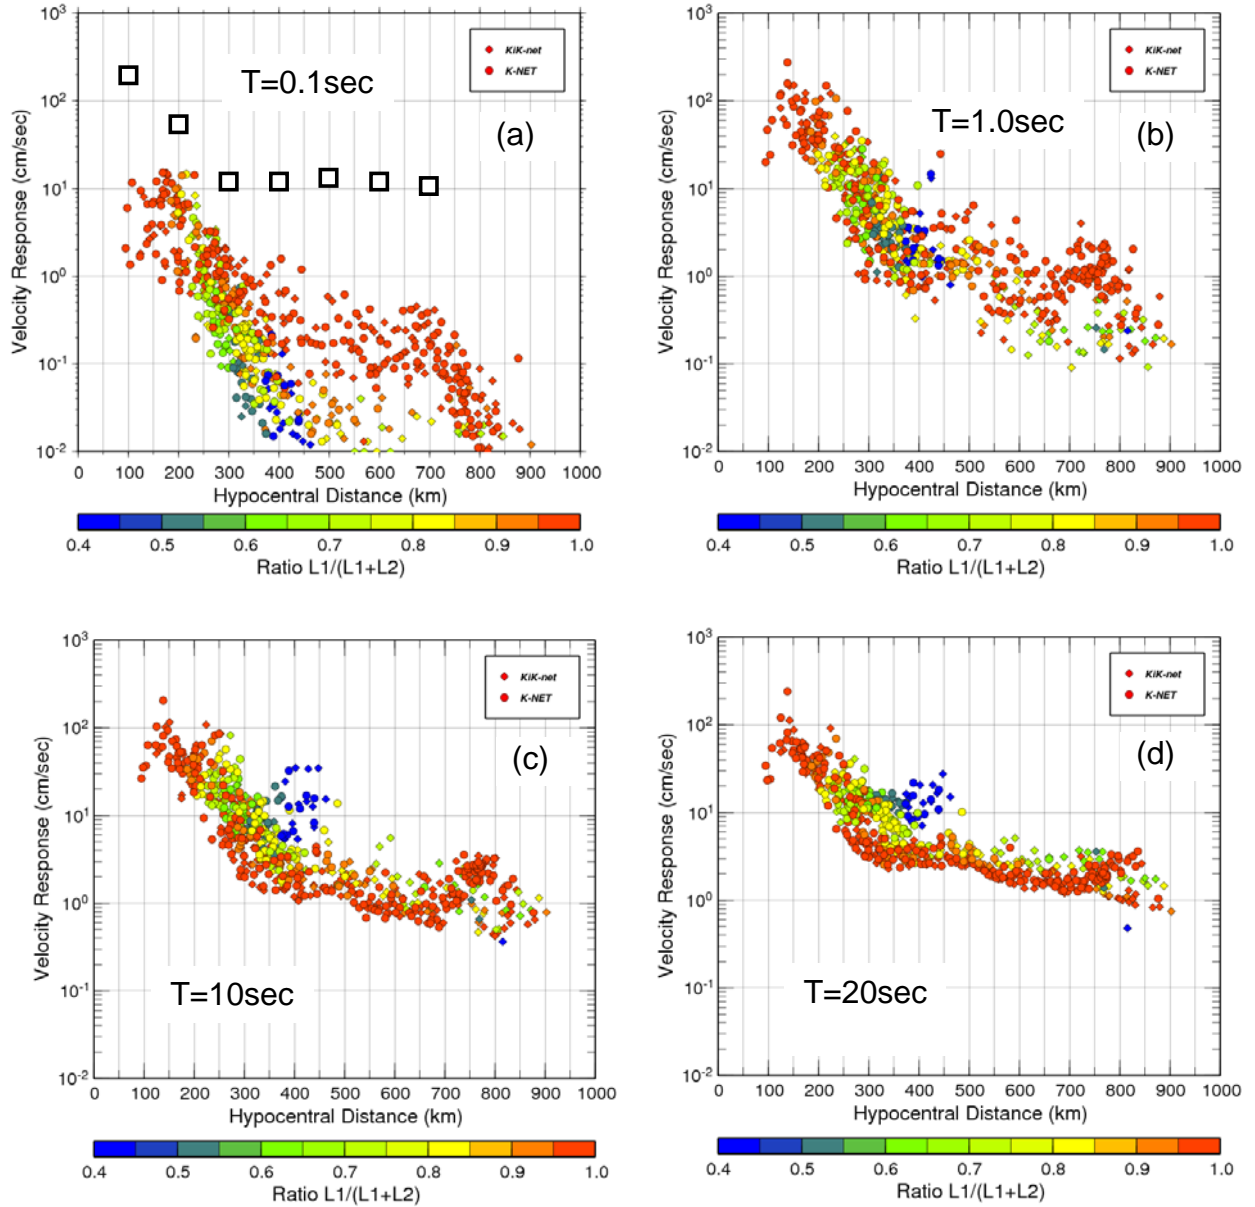 10³
10²
10¹
10⁰
10⁻¹
10⁻²
Velocity Response (cm/sec)
KiK-net
K-NET
T=0.1sec
(a)
0 100 200 300 400 500 600 700 800 900 1000
Hypocentral Distance (km)
0.4 0.5 0.6 0.7 0.8 0.9 1.0
Ratio L1/(L1+L2)
10³
10²
10¹
10⁰
10⁻¹
10⁻²
Velocity Response (cm/sec)
KiK-net
K-NET
T=1.0sec
(b)
0 100 200 300 400 500 600 700 800 900 1000
Hypocentral Distance (km)
0.4 0.5 0.6 0.7 0.8 0.9 1.0
Ratio L1/(L1+L2)
10³
10²
10¹
10⁰
10⁻¹
10⁻²
Velocity Response (cm/sec)
KiK-net
K-NET
(c)
T=10sec
0 100 200 300 400 500 600 700 800 900 1000
Hypocentral Distance (km)
0.4 0.5 0.6 0.7 0.8 0.9 1.0
Ratio L1/(L1+L2)
10³
10²
10¹
10⁰
10⁻¹
10⁻²
Velocity Response (cm/sec)
KiK-net
K-NET
(d)
T=20sec
0 100 200 300 400 500 600 700 800 900 1000
Hypocentral Distance (km)
0.4 0.5 0.6 0.7 0.8 0.9 1.0
Ratio L1/(L1+L2)